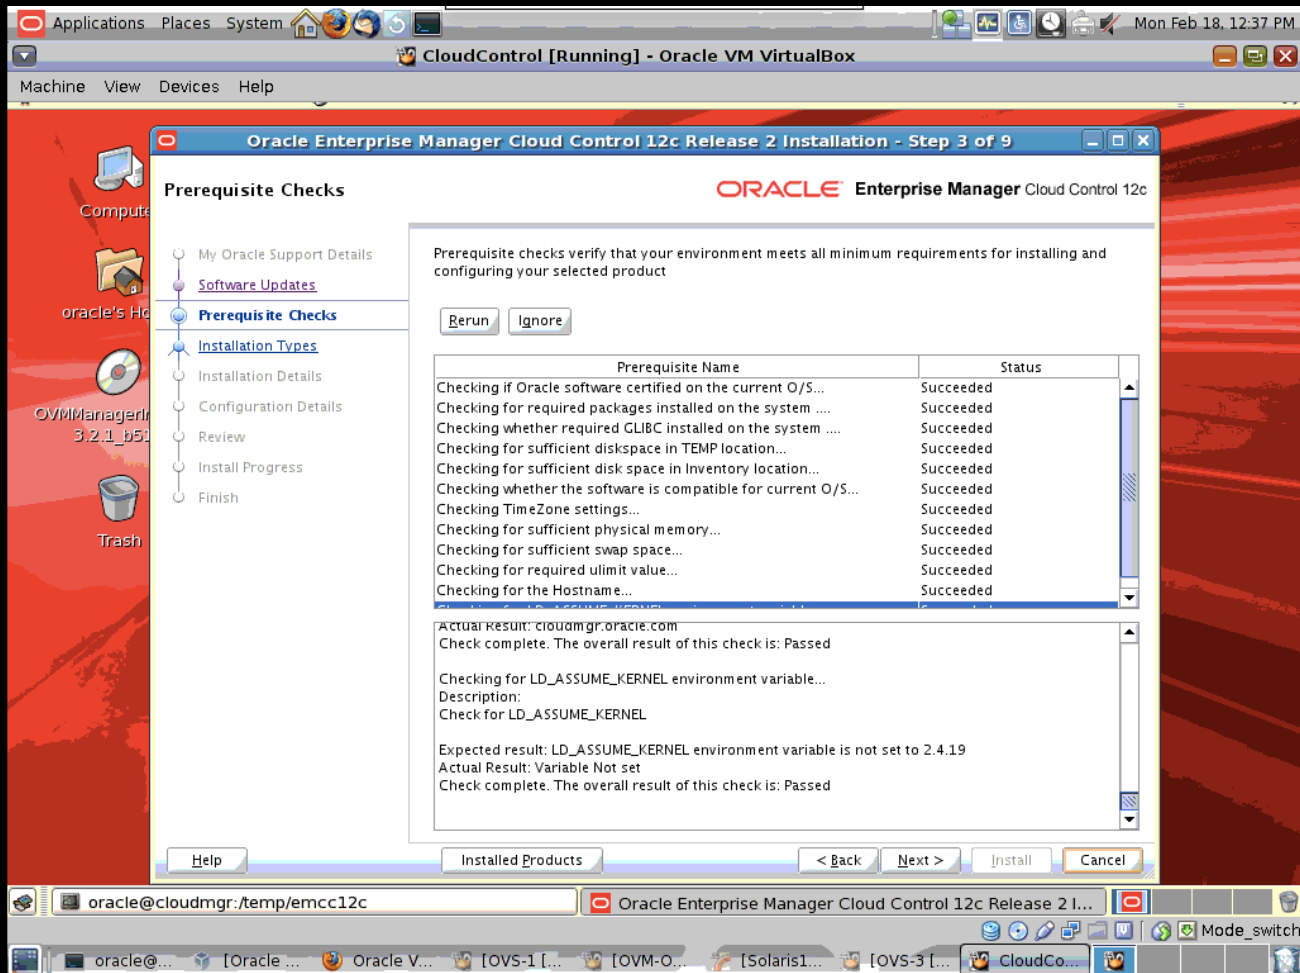 Applications Places System
Mon Feb 18, 12:37 PM
CloudControl [Running] - Oracle VM VirtualBox
Machine View Devices Help
Oracle Enterprise Manager Cloud Control 12c Release 2 Installation - Step 3 of 9
Prerequisite Checks
ORACLE Enterprise Manager Cloud Control 12c
Compute
oracle's Ho
OVMManagerIn
3.2.1_b51
Trash
My Oracle Support Details
Software Updates
Prerequisite Checks
Installation Types
Installation Details
Configuration Details
Review
Install Progress
Finish
Prerequisite checks verify that your environment meets all minimum requirements for installing and
configuring your selected product
Rerun Ignore
Prerequisite Name Status
Checking if Oracle software certified on the current O/S... Succeeded
Checking for required packages installed on the system .... Succeeded
Checking whether required GLIBC installed on the system .... Succeeded
Checking for sufficient diskspace in TEMP location... Succeeded
Checking for sufficient disk space in Inventory location... Succeeded
Checking whether the software is compatible for current O/S... Succeeded
Checking TimeZone settings... Succeeded
Checking for sufficient physical memory... Succeeded
Checking for sufficient swap space... Succeeded
Checking for required ulimit value... Succeeded
Checking for the Hostname... Succeeded
Actual Result: cloudmgr.oracle.com
Check complete. The overall result of this check is: Passed
Checking for LD_ASSUME_KERNEL environment variable...
Description:
Check for LD_ASSUME_KERNEL
Expected result: LD_ASSUME_KERNEL environment variable is not set to 2.4.19
Actual Result: Variable Not set
Check complete. The overall result of this check is: Passed
Help Installed Products < Back Next > Install Cancel
oracle@cloudmgr:/temp/emcc12c
Oracle Enterprise Manager Cloud Control 12c Release 2 I...
Mode_switch
oracle@... [Oracle ... Oracle V... [OVS-1 [... [OVM-O... [Solaris1... [OVS-3 [... CloudCo...